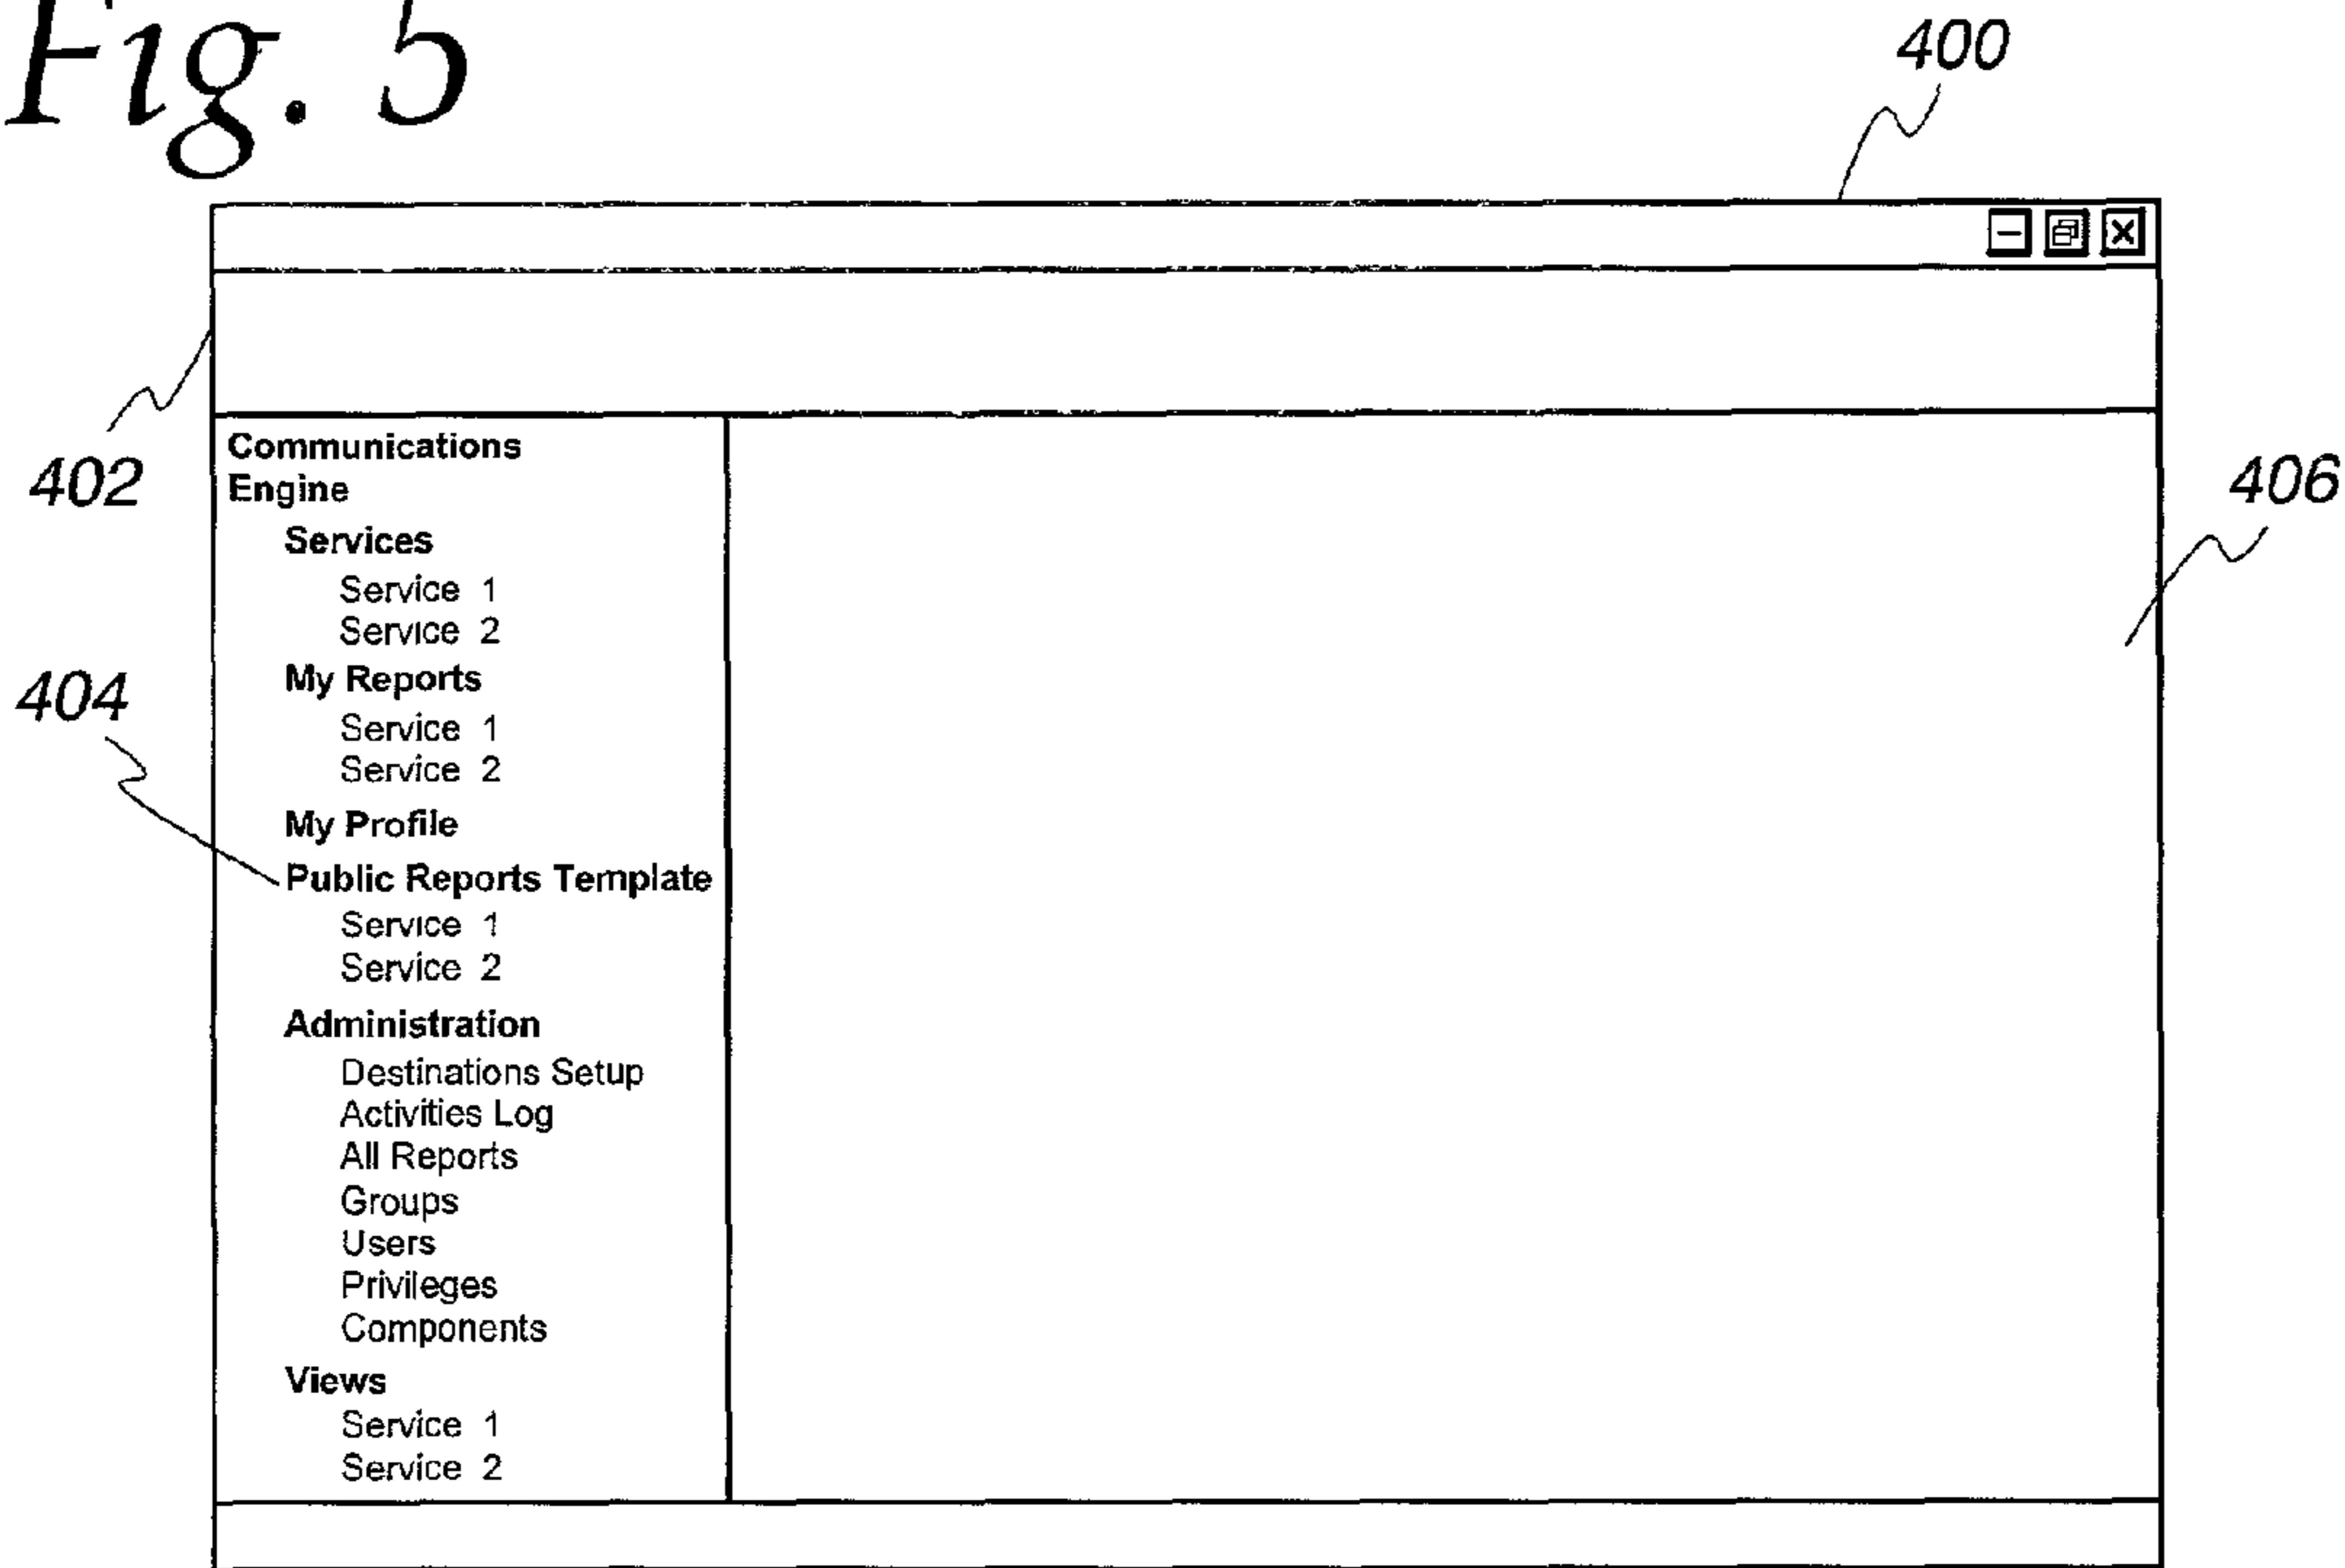 Fig. 5
400
402
Communications
Engine
Services
Service 1
Service 2
My Reports
Service 1
Service 2
My Profile
Public Reports Template
Service 1
Service 2
Administration
Destinations Setup
Activities Log
All Reports
Groups
Users
Privileges
Components
Views
Service 1
Service 2
404
406